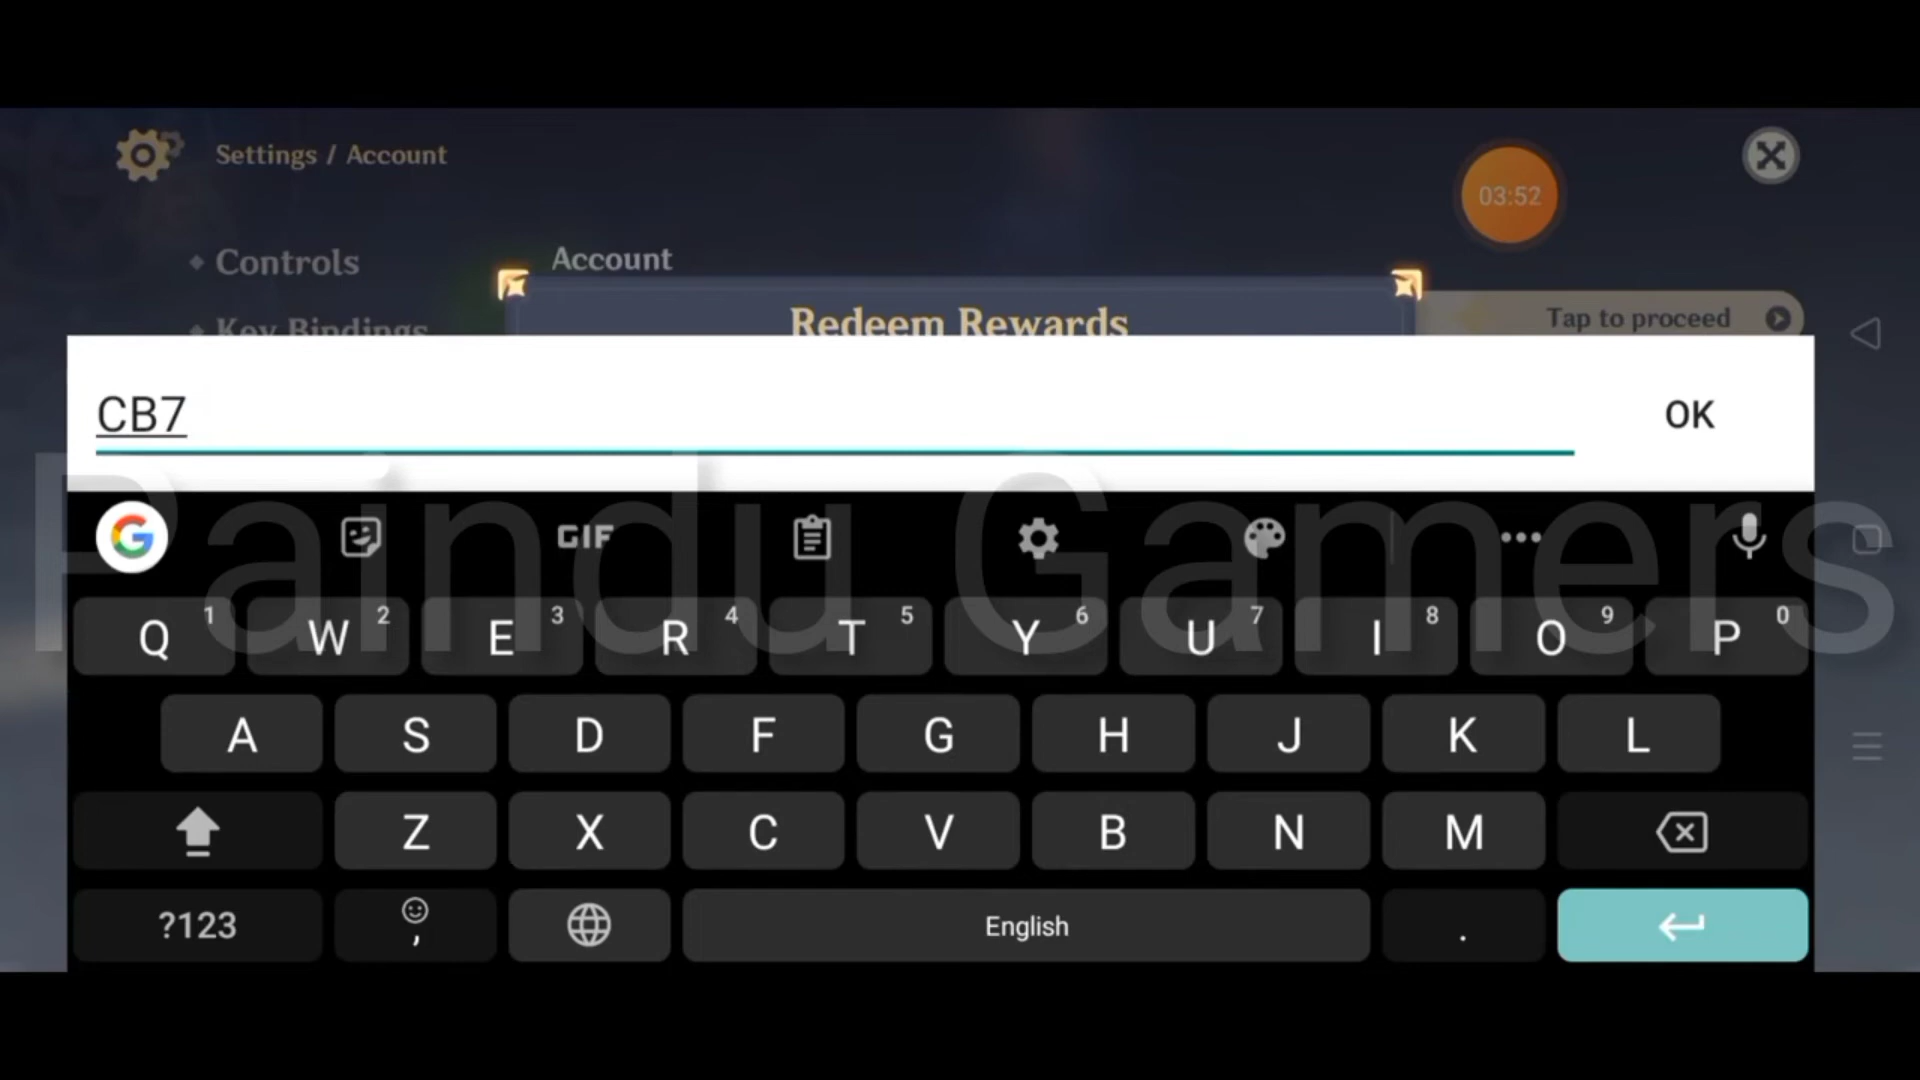 Settings / Account
03:52
Controls
Account
Key Bindings
Redeem Rewards
Tap to proceed
CB7
OK
Paindu Gamers
GIF
Q 1 W 2 E 3 R 4 T 5 Y 6 U 7 I 8 O 9 P 0
A S D F G H J K L
Z X C V B N M
?123 , English .